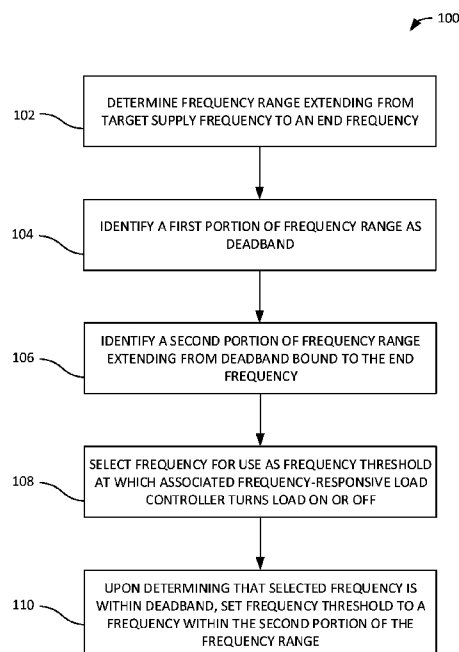 100
102
DETERMINE FREQUENCY RANGE EXTENDING FROM
TARGET SUPPLY FREQUENCY TO AN END FREQUENCY
104
IDENTIFY A FIRST PORTION OF FREQUENCY RANGE AS
DEADBAND
106
IDENTIFY A SECOND PORTION OF FREQUENCY RANGE
EXTENDING FROM DEADBAND BOUND TO THE END
FREQUENCY
108
SELECT FREQUENCY FOR USE AS FREQUENCY THRESHOLD
AT WHICH ASSOCIATED FREQUENCY-RESPONSIVE LOAD
CONTROLLER TURNS LOAD ON OR OFF
110
UPON DETERMINING THAT SELECTED FREQUENCY IS
WITHIN DEADBAND, SET FREQUENCY THRESHOLD TO A
FREQUENCY WITHIN THE SECOND PORTION OF THE
FREQUENCY RANGE